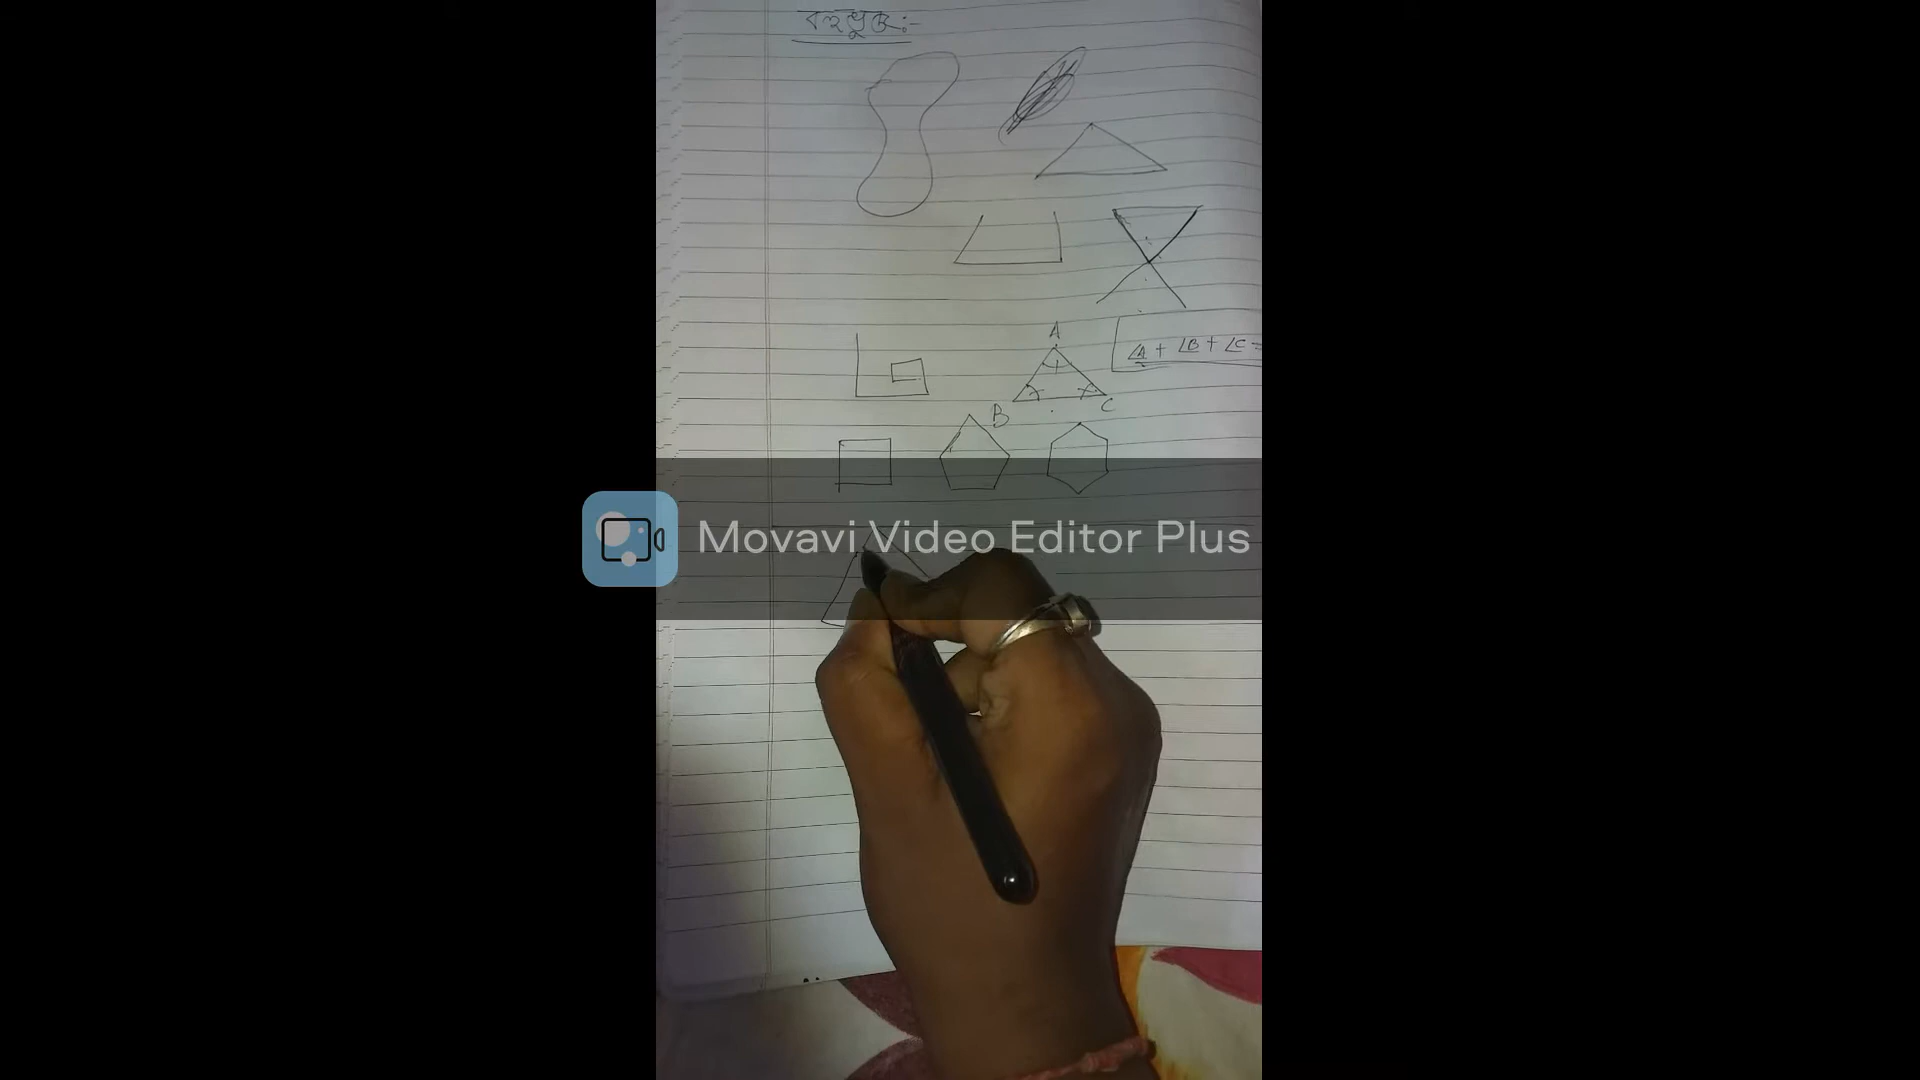 বহুভুজ:-
A
∠A + ∠B + ∠C =
B
C
Movavi Video Editor Plus